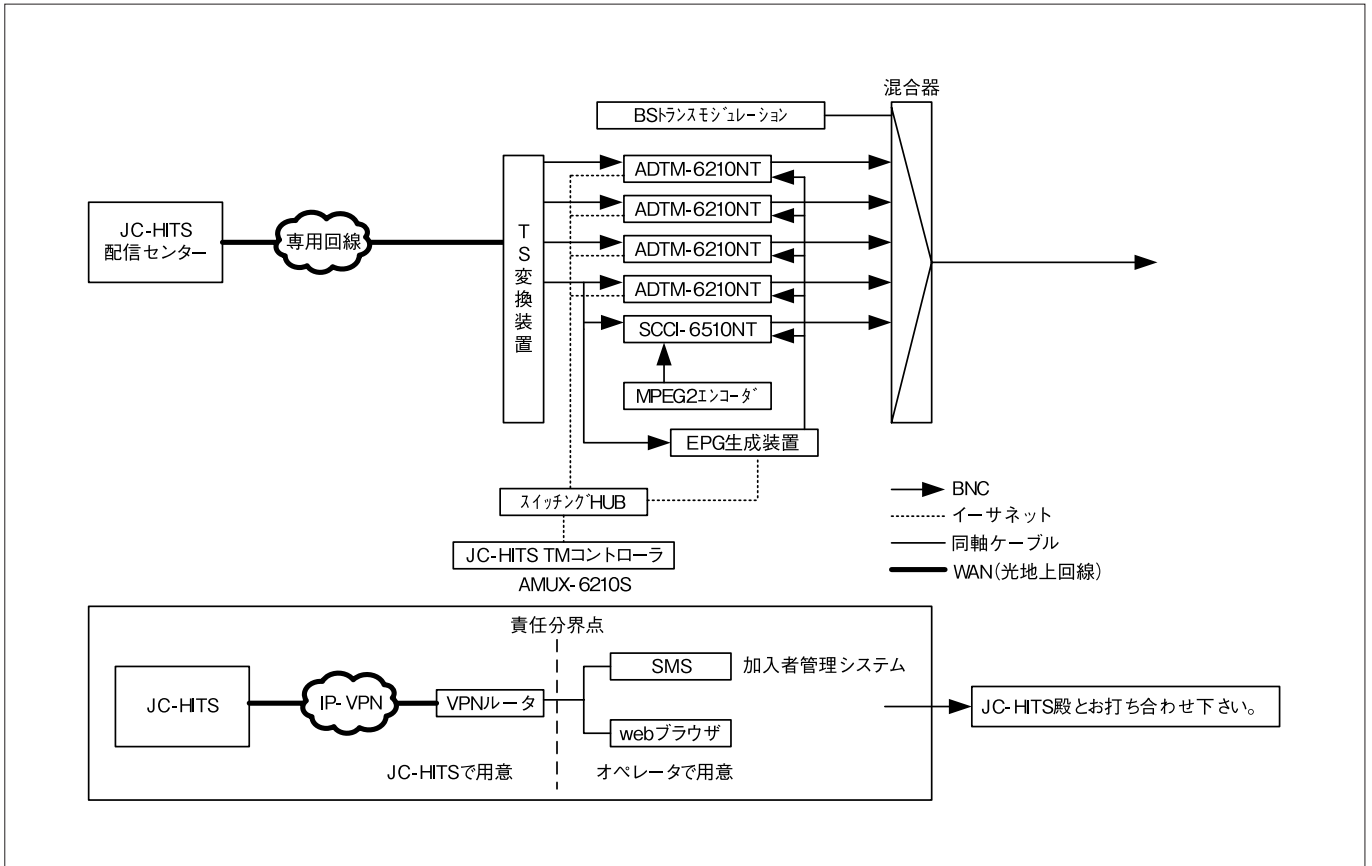 混合器
BSトランスモジュレーション
ADTM-6210NT
ADTM-6210NT
ADTM-6210NT
ADTM-6210NT
SCCI-6510NT
MPEG2エンコーダ
EPG生成装置
JC-HITS
配信センター
専用回線
TS変換装置
スイッチングHUB
JC-HITS TMコントローラ
AMUX-6210S
BNC
イーサネット
同軸ケーブル
WAN(光地上回線)
責任分界点
JC-HITS
IP-VPN
VPNルータ
SMS
加入者管理システム
webブラウザ
JC-HITSで用意
オペレータで用意
JC-HITS殿とお打ち合わせ下さい。